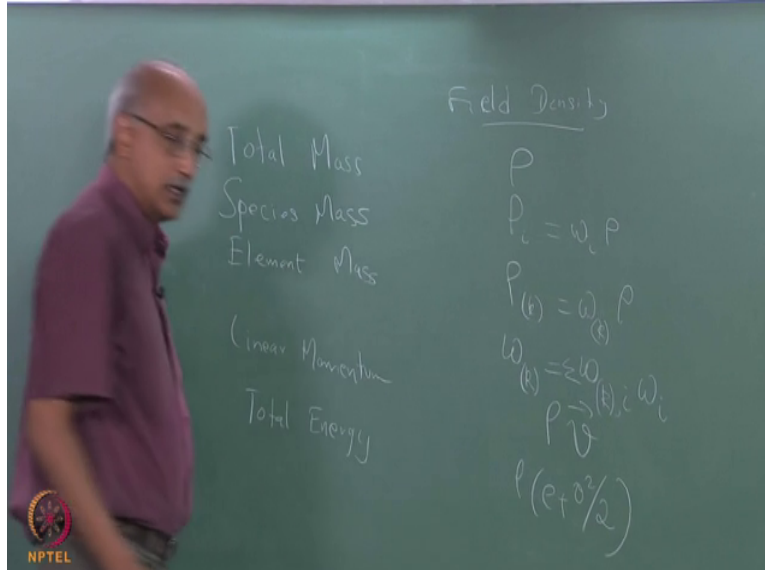 Field Density
Total Mass ρ
Species Mass ρ_i = ω_i ρ
Element Mass ρ_(k) = ω_(k) ρ
ω_(k) = Σ ω_(k),i ω_i
Linear Momentum ρ v⃗
Total Energy ρ(e+v²/2)
NPTEL